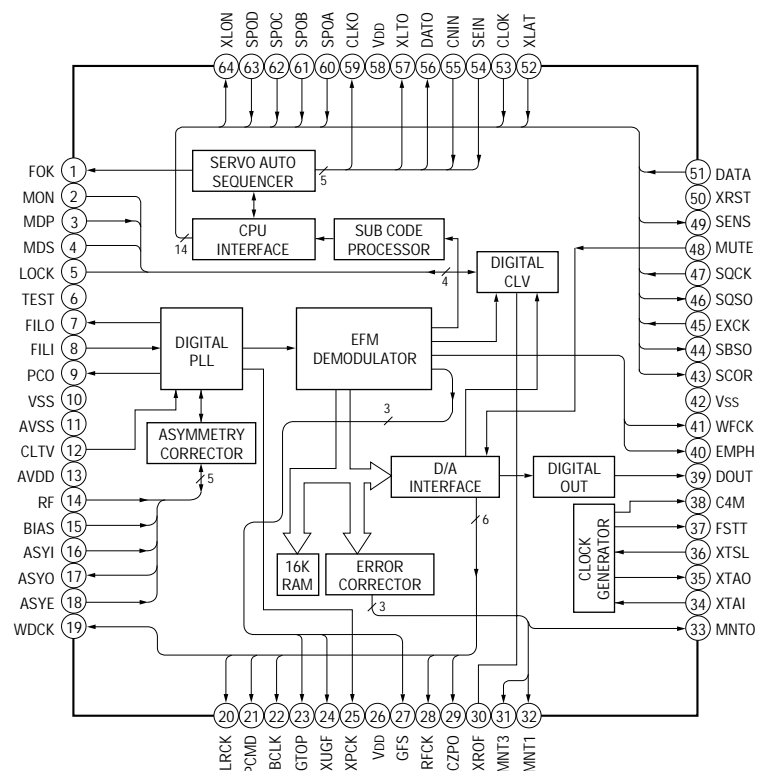 XLON
SPOD
SPOC
SPOB
SPOA
CLKO
VDD
XLTO
DATO
CNIN
SEIN
CLOK
XLAT
64
63
62
61
60
59
58
57
56
55
54
53
52
FOK 1
MON 2
MDP 3
MDS 4
LOCK 5
TEST 6
FILO 7
FILI 8
PCO 9
VSS 10
AVSS 11
CLTV 12
AVDD 13
RF 14
BIAS 15
ASYI 16
ASYO 17
ASYE 18
WDCK 19
SERVO AUTO
SEQUENCER
5
CPU
INTERFACE
14
SUB CODE
PROCESSOR
4
DIGITAL
CLV
DIGITAL
PLL
EFM
DEMODULATOR
3
ASYMMETRY
CORRECTOR
5
D/A
INTERFACE
6
DIGITAL
OUT
16K
RAM
ERROR
CORRECTOR
3
CLOCK
GENERATOR
51 DATA
50 XRST
49 SENS
48 MUTE
47 SQCK
46 SQSO
45 EXCK
44 SBSO
43 SCOR
42 Vss
41 WFCK
40 EMPH
39 DOUT
38 C4M
37 FSTT
36 XTSL
35 XTAO
34 XTAI
33 MNTO
20
21
22
23
24
25
26
27
28
29
30
31
32
LRCK
PCMD
BCLK
GTOP
XUGF
XPCK
VDD
GFS
RFCK
CZPO
XROF
MNT3
MNT1